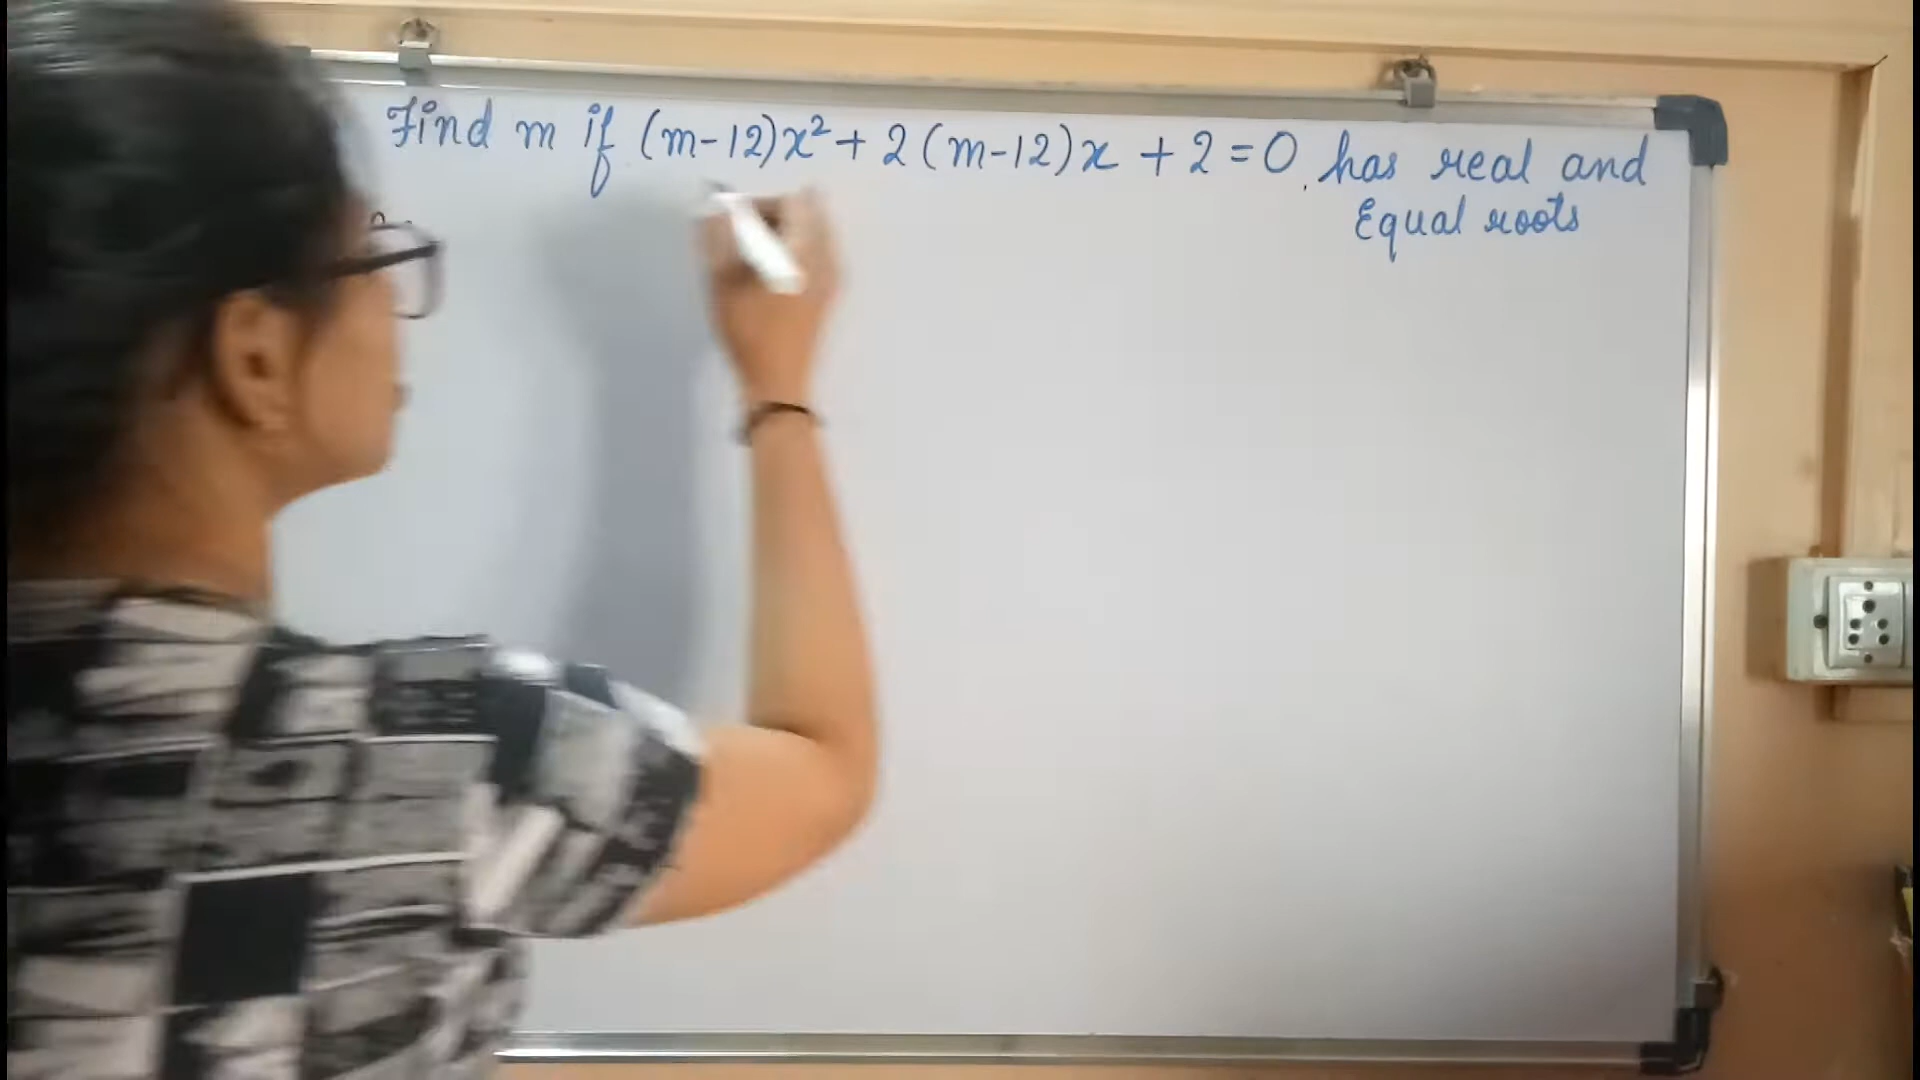 Find m if (m-12)x²+ 2(m-12)x + 2 = 0. has real and
Equal roots